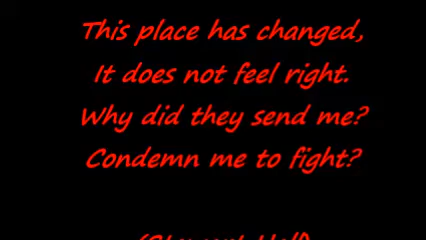 This place has changed,
It does not feel right.
Why did they send me?
Condemn me to fight?